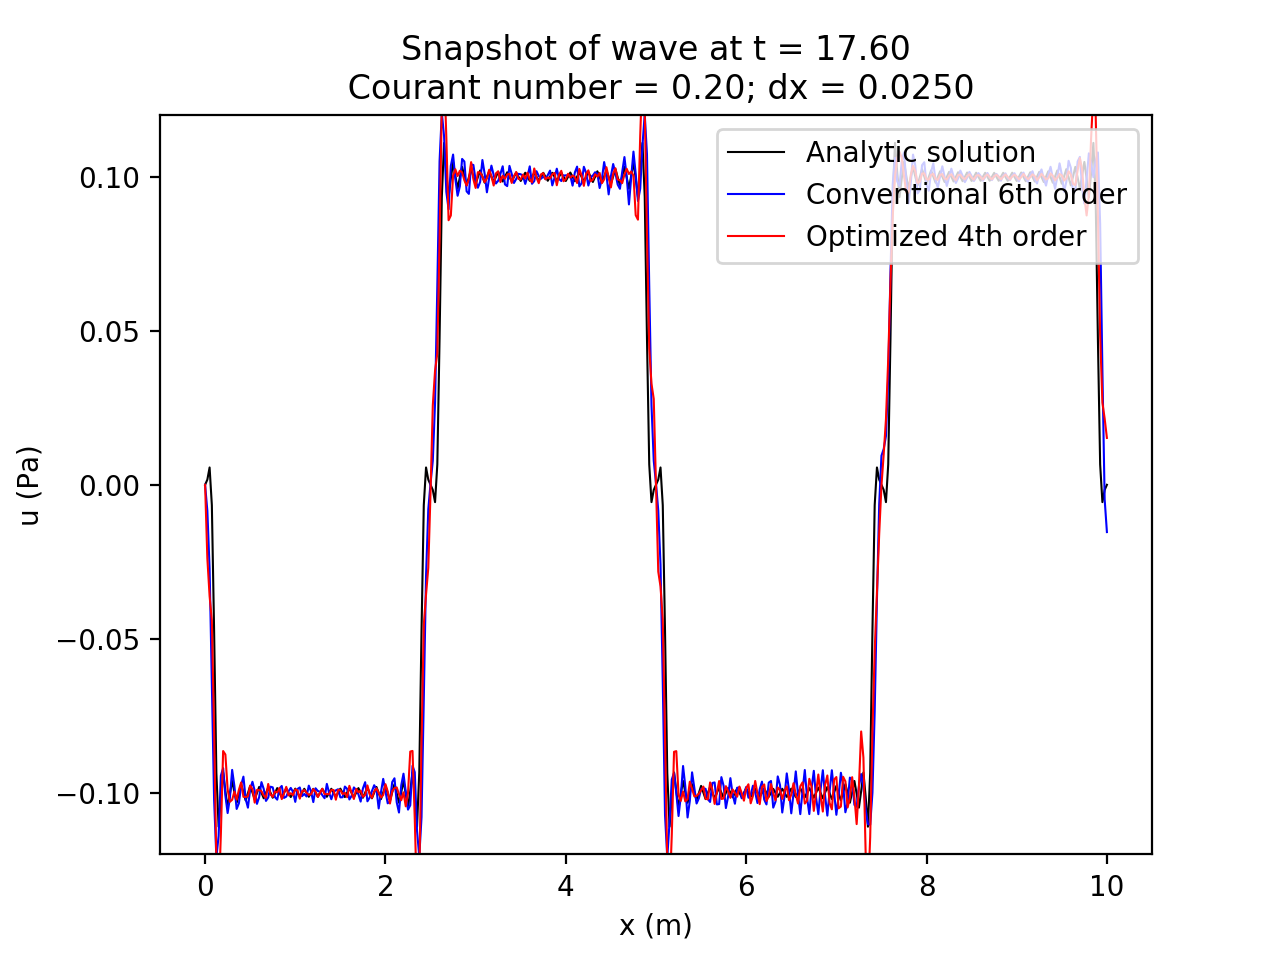 Snapshot of wave at t = 17.60
Courant number = 0.20; dx = 0.0250
Analytic solution
Conventional 6th order
Optimized 4th order
0.10
0.05
0.00
−0.05
−0.10
u (Pa)
0 2 4 6 8 10
x (m)